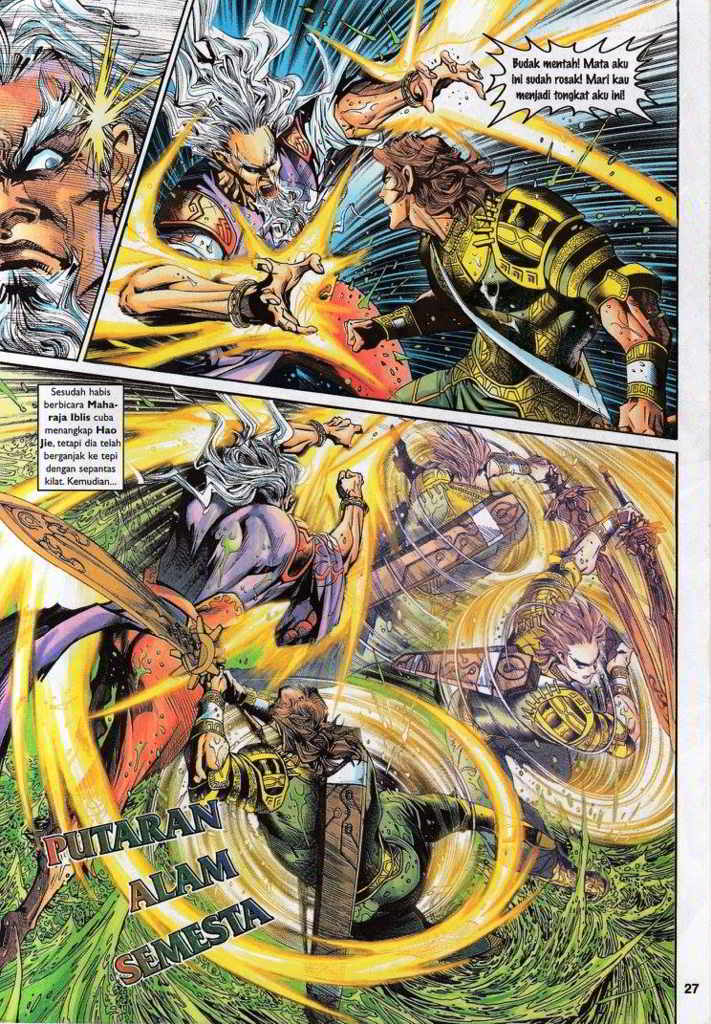 Budak mentah! Mata aku
ini sudah rosak! Mari kau
menjadi tongkat aku ini!
Sesudah habis
berbicara Maha-
raja Iblis cuba
menangkap Hao
Jie, tetapi dia telah
berganjak ke tepi
dengan sepantas
kilat. Kemudian...
PUTARAN
ALAM
SEMESTA
27